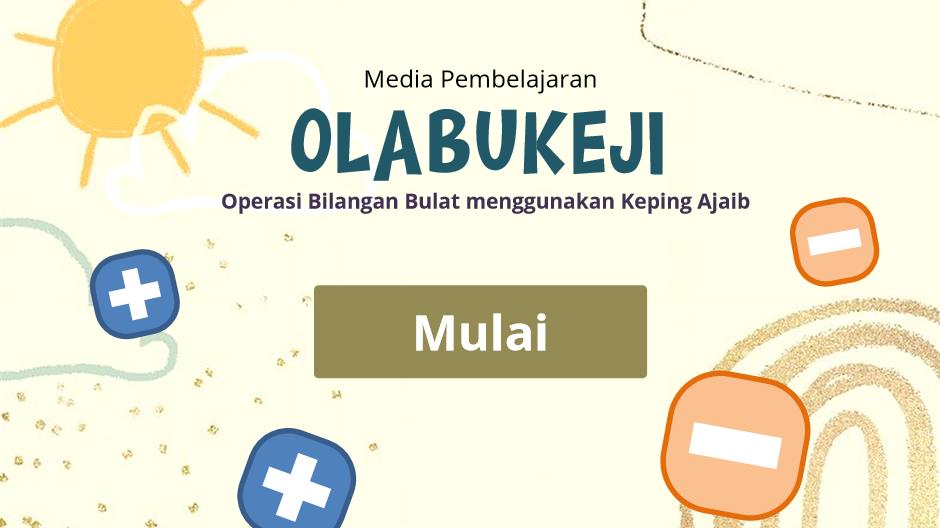 Media Pembelajaran
OLABUKEJI
Operasi Bilangan Bulat menggunakan Keping Ajaib
Mulai